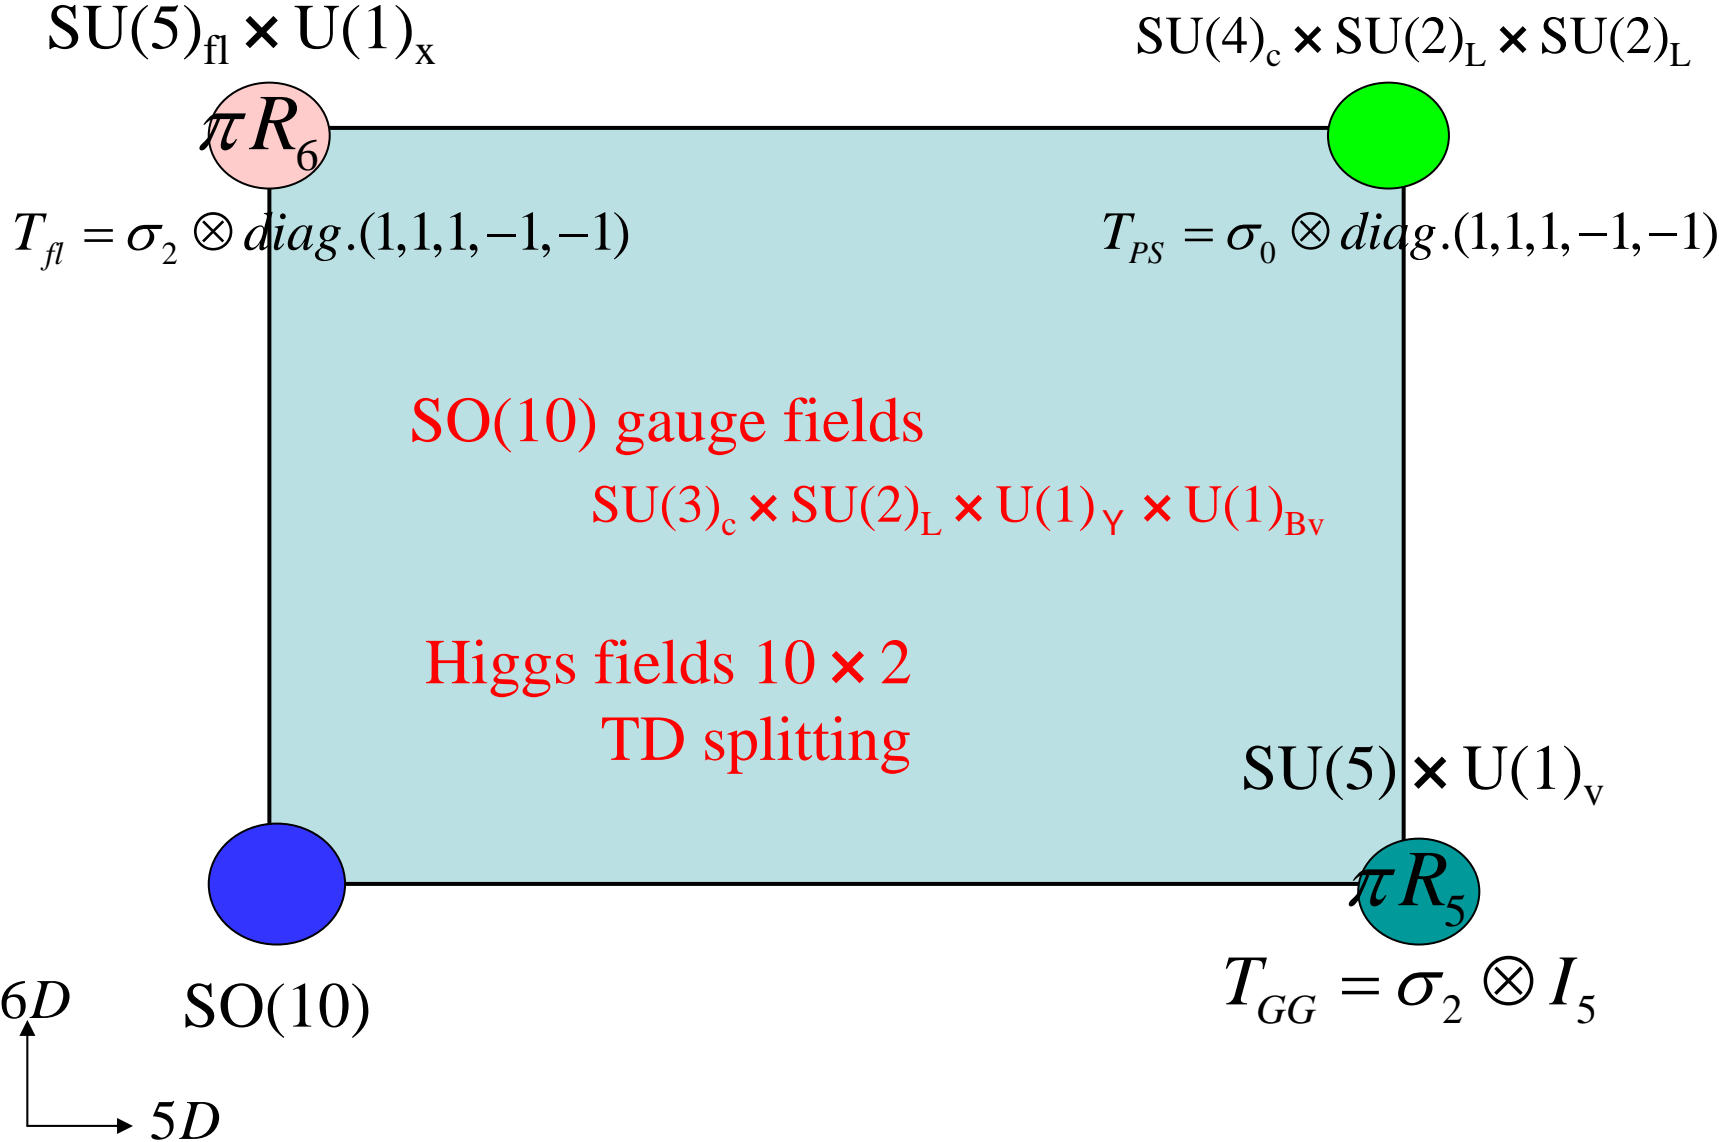 SU(5)fl × U(1)x
SU(4)c × SU(2)L × SU(2)L
πR6
Tfl = σ2 ⊗ diag.(1,1,1,−1,−1)
TPS = σ0 ⊗ diag.(1,1,1,−1,−1)
SO(10) gauge fields
SU(3)c × SU(2)L × U(1)Y × U(1)Bv
Higgs fields 10 × 2
TD splitting
SU(5) × U(1)v
πR5
TGG = σ2 ⊗ I5
6D
SO(10)
5D